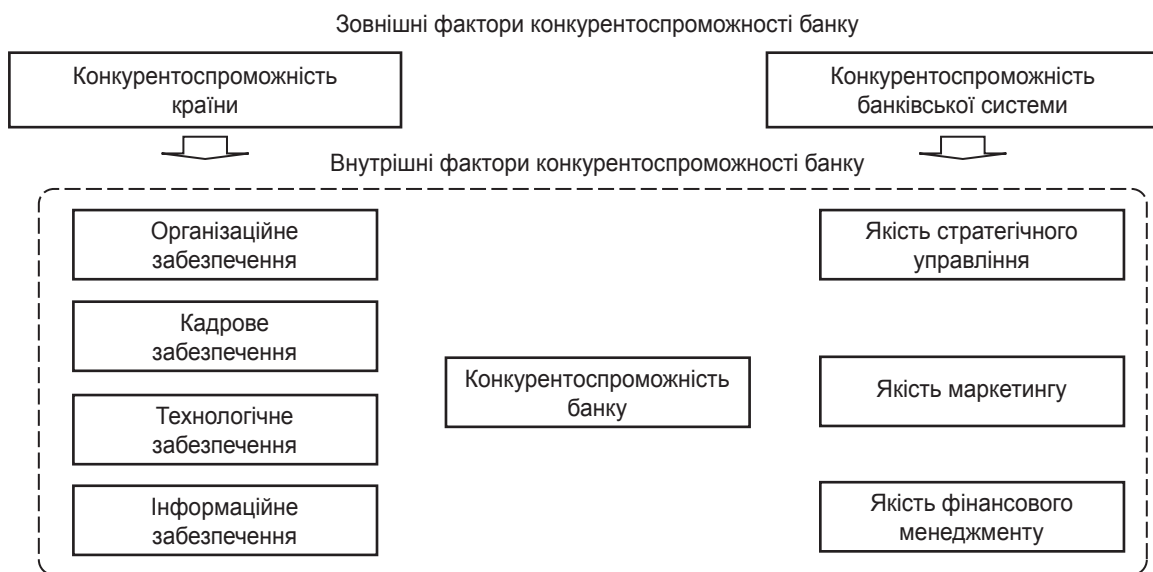 Зовнішні фактори конкурентоспроможності банку
Конкурентоспроможність
країни
Конкурентоспроможність
банківської системи
Внутрішні фактори конкурентоспроможності банку
Організаційне
забезпечення
Кадрове
забезпечення
Технологічне
забезпечення
Інформаційне
забезпечення
Конкурентоспроможність
банку
Якість стратегічного
управління
Якість маркетингу
Якість фінансового
менеджменту